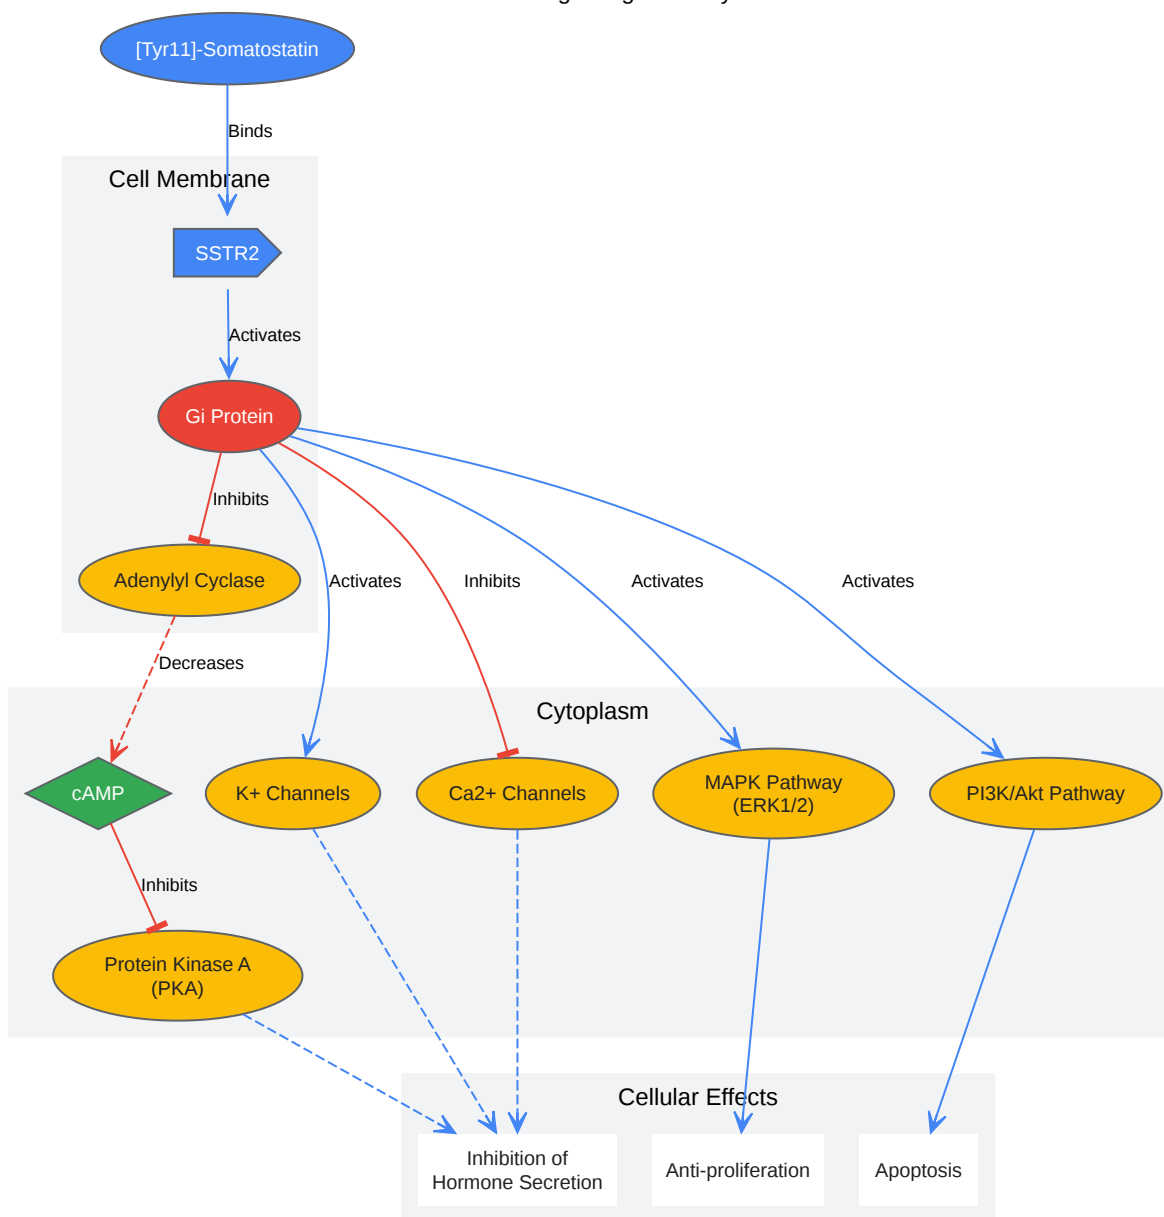 [Tyr11]-Somatostatin
Binds
Cell Membrane
SSTR2
Activates
Gi Protein
Inhibits
Adenylyl Cyclase
Activates
Inhibits
Activates
Activates
Decreases
Cytoplasm
cAMP
K+ Channels
Ca2+ Channels
MAPK Pathway
(ERK1/2)
PI3K/Akt Pathway
Inhibits
Protein Kinase A
(PKA)
Cellular Effects
Inhibition of
Hormone Secretion
Anti-proliferation
Apoptosis